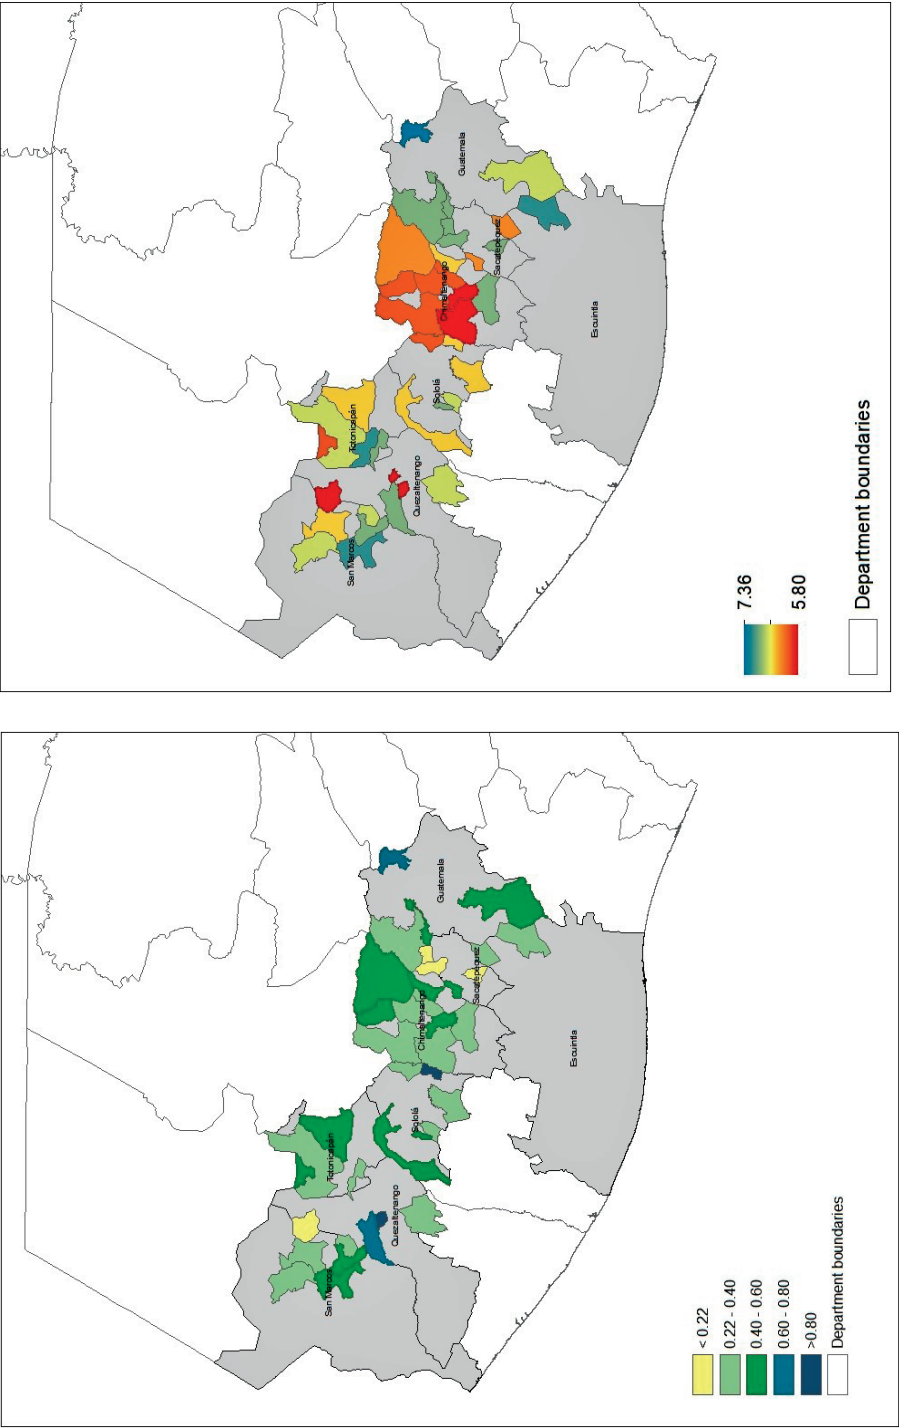 Guatemala
Sacatepéquez
Chimaltenango
Escuintla
Sololá
Totonicapán
Quezaltenango
San Marcos
7.36
5.80
Department boundaries
Guatemala
Sacatepéquez
Chimaltenango
Escuintla
Sololá
Totonicapán
Quezaltenango
San Marcos
< 0.22
0.22 - 0.40
0.40 - 0.60
0.60 - 0.80
>0.80
Department boundaries